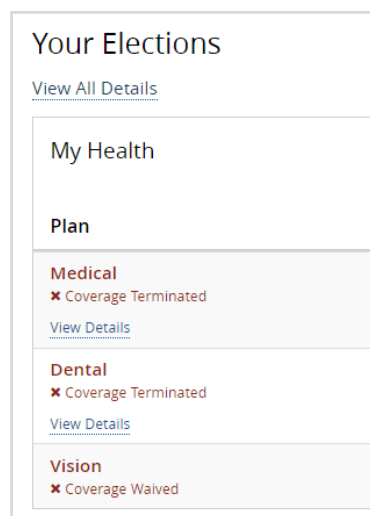 Your Elections
View All Details
My Health
Plan
Medical
✖ Coverage Terminated
View Details
Dental
✖ Coverage Terminated
View Details
Vision
✖ Coverage Waived